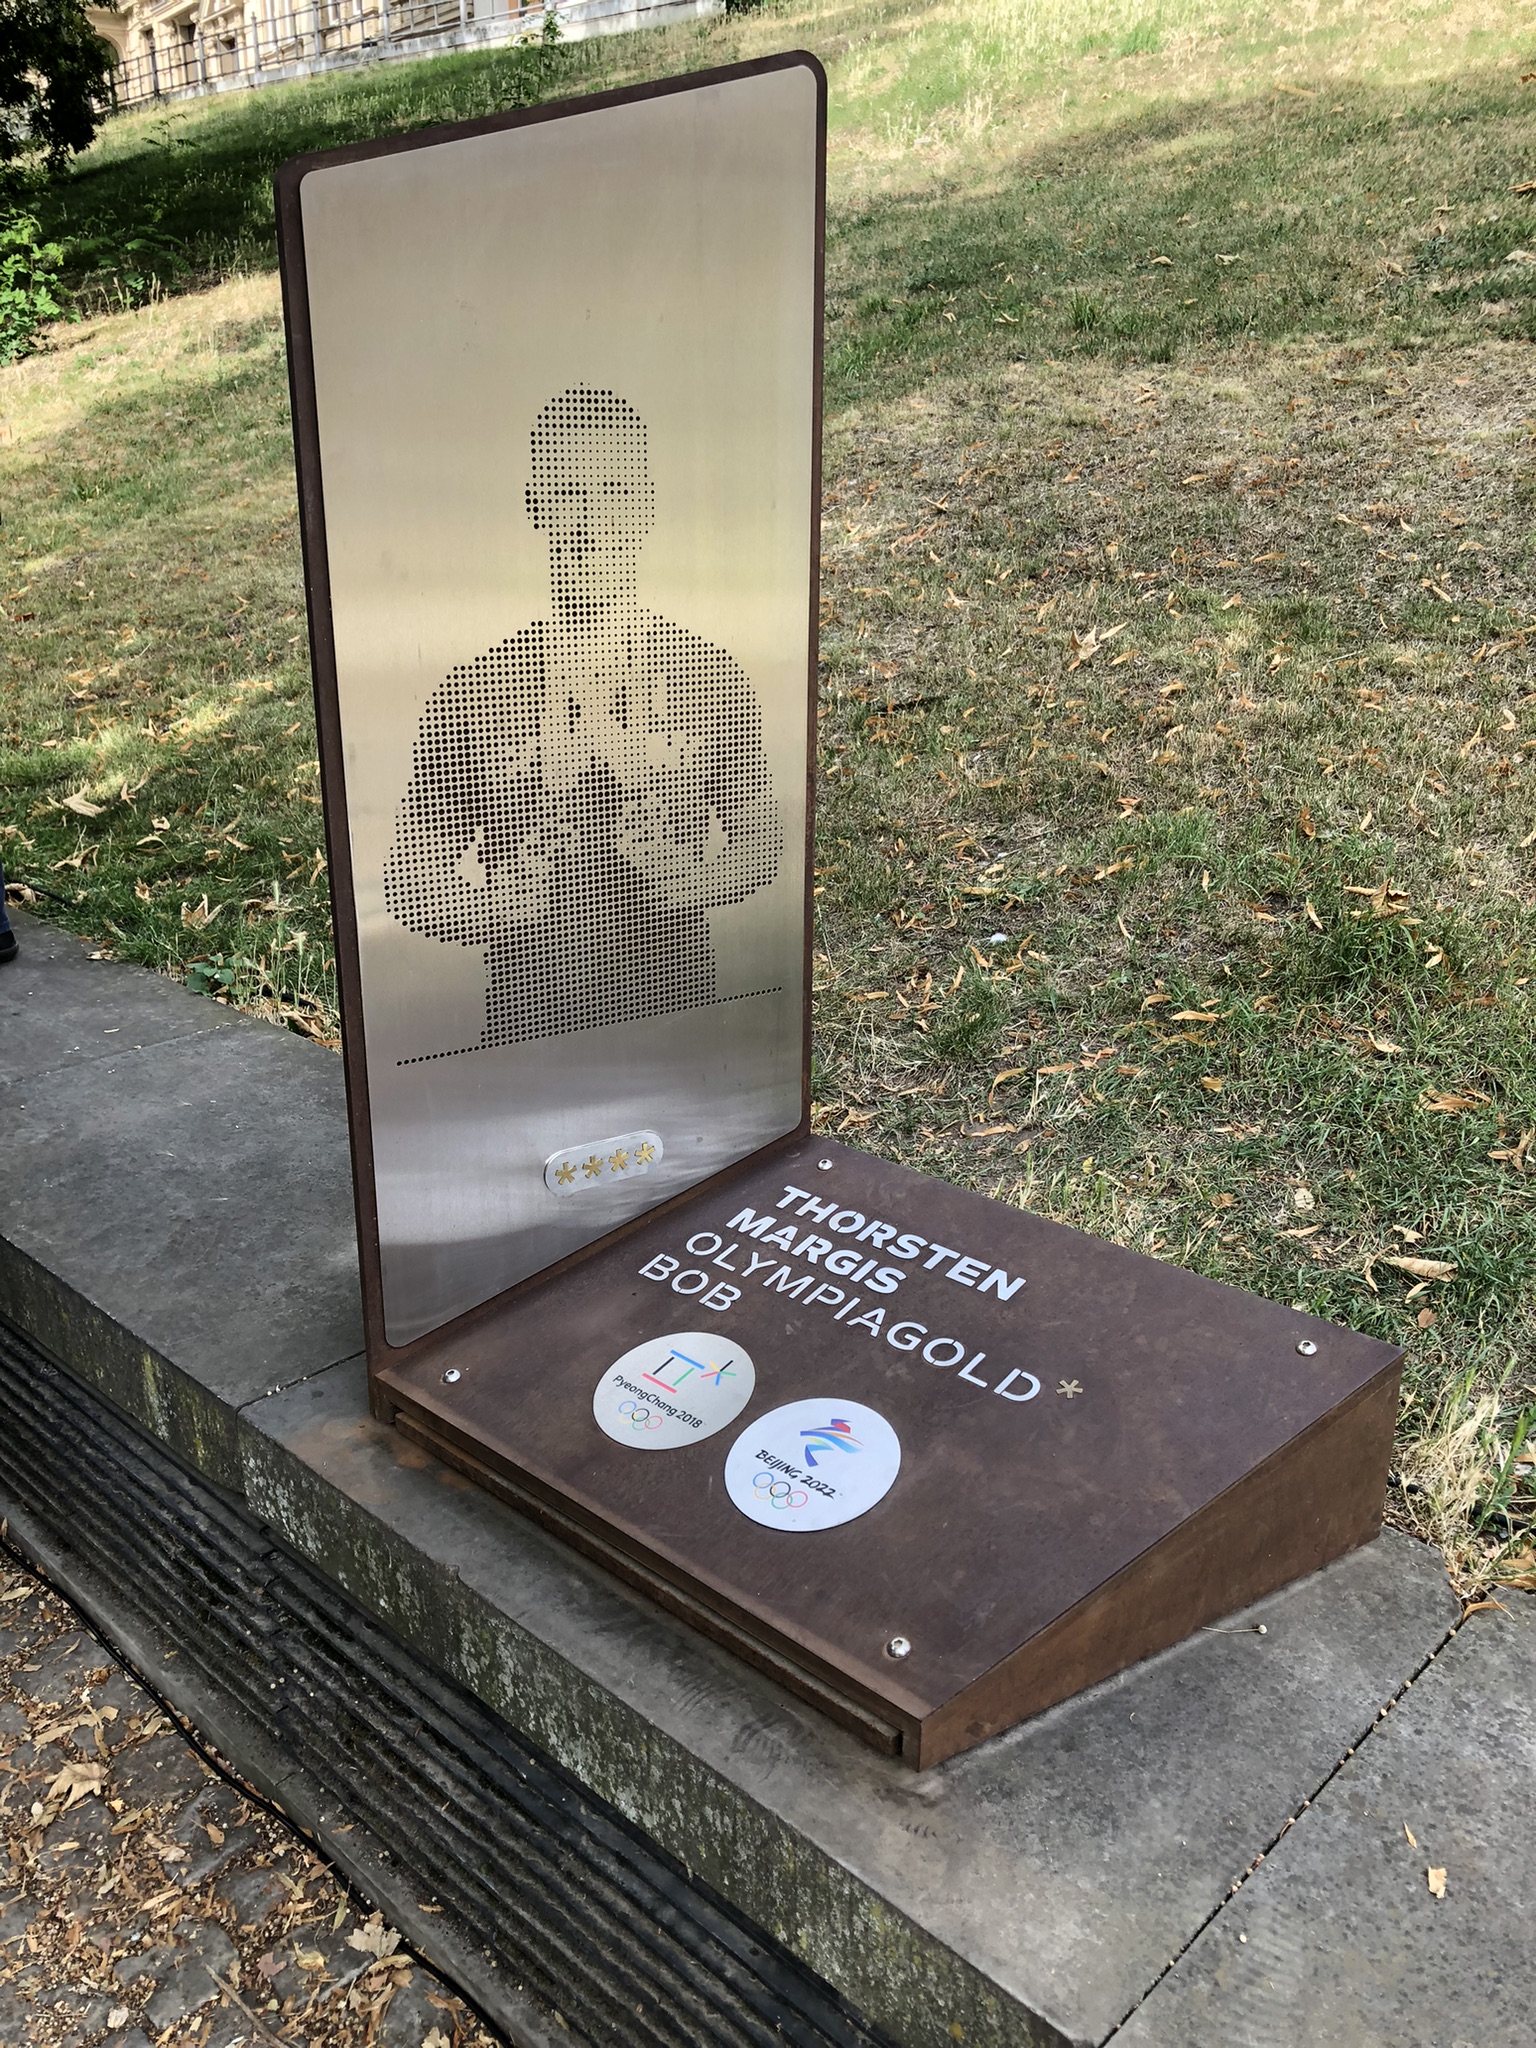 ****
THORSTEN
MARGIS
OLYMPIAGOLD*
BOB
PyeongChang 2018
BEIJING 2022